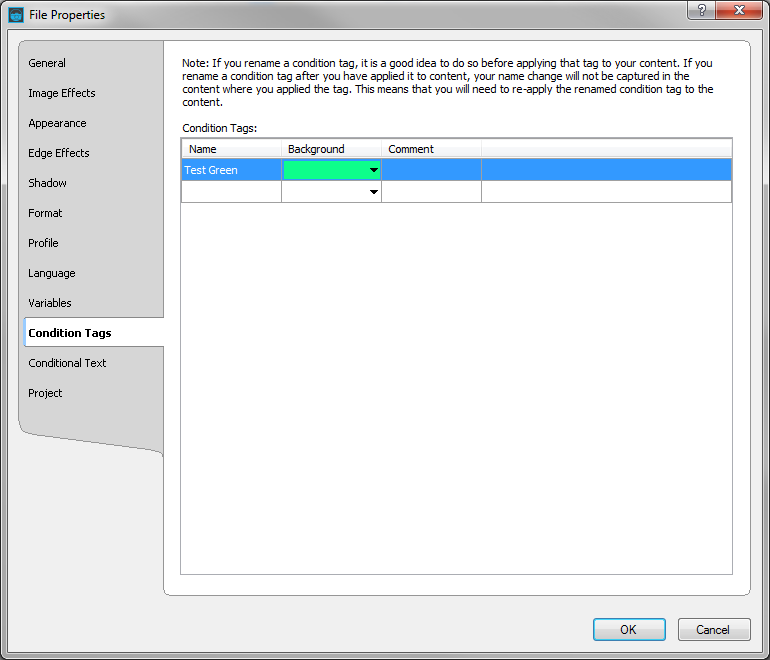 File Properties
?
General
Image Effects
Appearance
Edge Effects
Shadow
Format
Profile
Language
Variables
Condition Tags
Conditional Text
Project
Note: If you rename a condition tag, it is a good idea to do so before applying that tag to your content. If you
rename a condition tag after you have applied it to content, your name change will not be captured in the
content where you applied the tag. This means that you will need to re-apply the renamed condition tag to the
content.
Condition Tags:
Name Background Comment
Test Green
OK Cancel